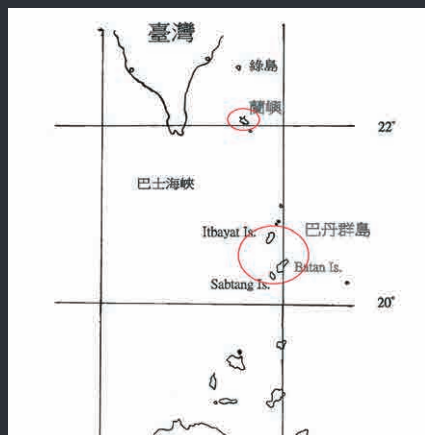 臺灣
綠島
蘭嶼
22°
巴士海峽
Itbayat Is.
巴丹群島
Batan Is.
Sabtang Is.
20°